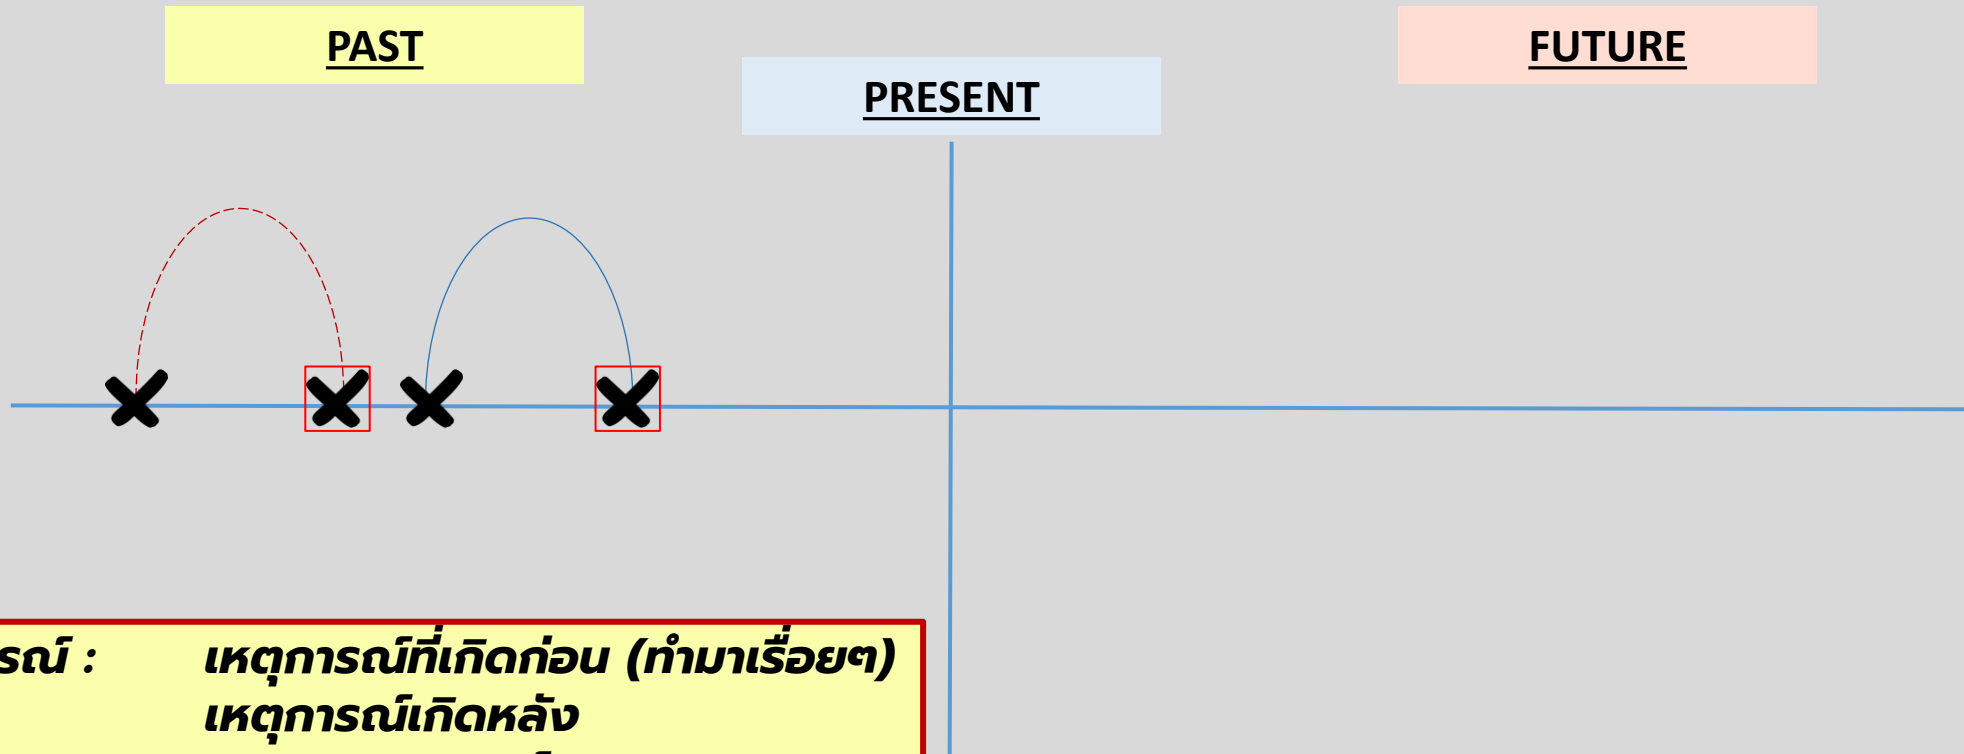 PAST
FUTURE
PRESENT
รณ์ : เหตุการณ์ที่เกิดก่อน (ทำมาเรื่อยๆ)
เหตุการณ์เกิดหลัง